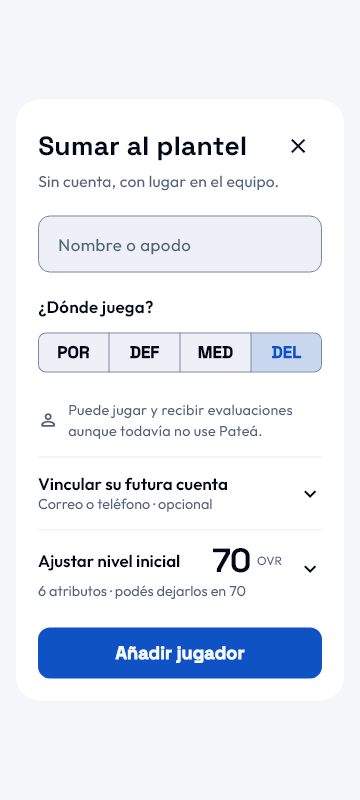 Sumar al plantel
Sin cuenta, con lugar en el equipo.
Nombre o apodo
¿Dónde juega?
POR DEF MED DEL
Puede jugar y recibir evaluaciones
aunque todavía no use Pateá.
Vincular su futura cuenta
Correo o teléfono · opcional
Ajustar nivel inicial 70 OVR
6 atributos · podés dejarlos en 70
Añadir jugador